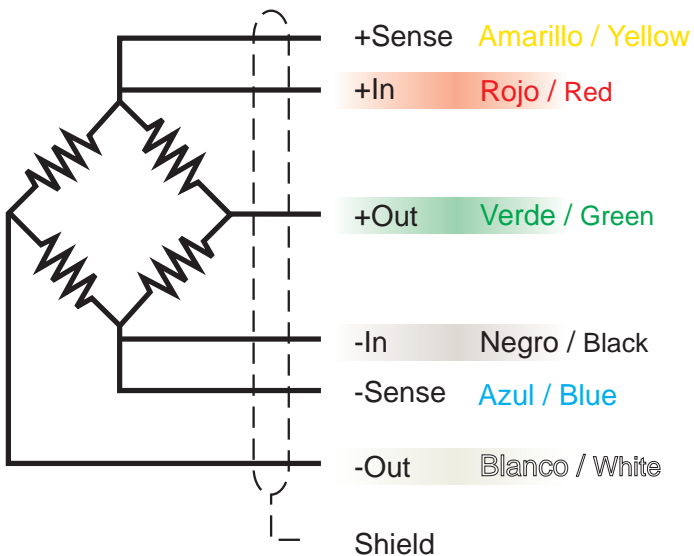 +Sense Amarillo / Yellow
+In Rojo / Red
+Out Verde / Green
-In Negro / Black
-Sense Azul / Blue
-Out Blanco / White
Shield